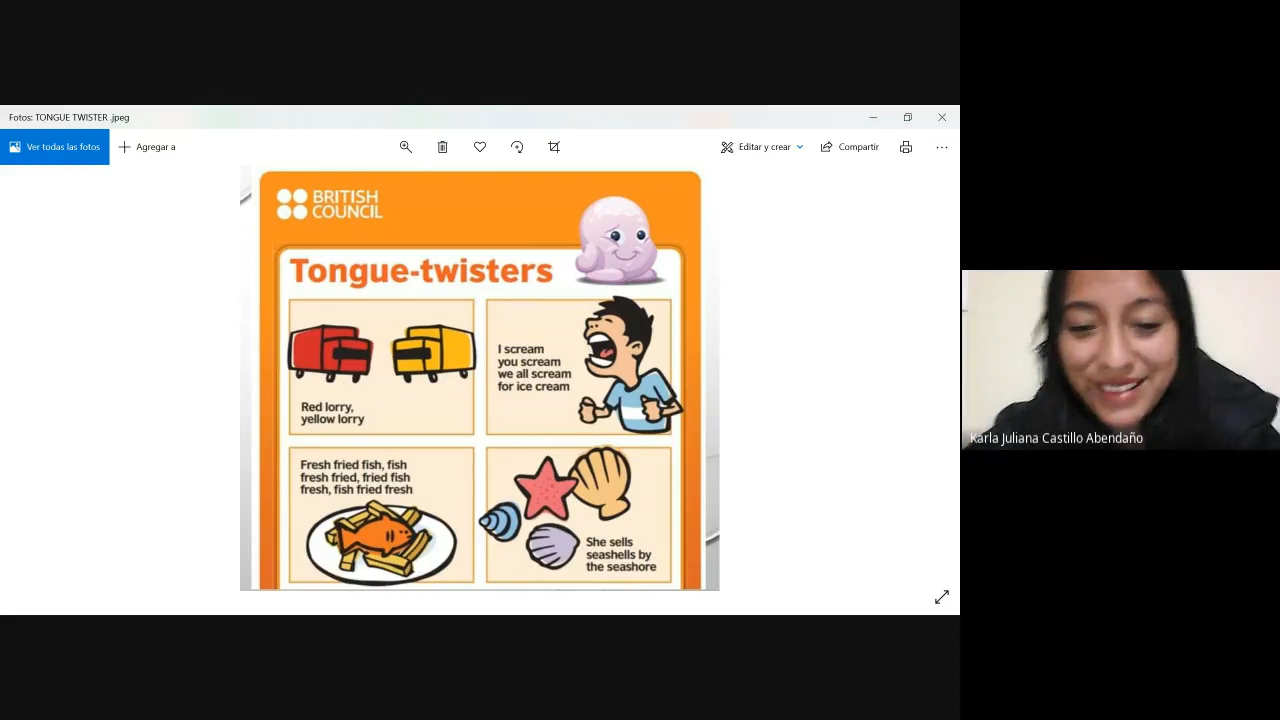 Fotos: TONGUE TWISTER .jpeg
Ver todas las fotos
Agregar a
Editar y crear
Compartir
BRITISH
COUNCIL
Tongue-twisters
Red lorry,
yellow lorry
I scream
you scream
we all scream
for ice cream
Fresh fried fish, fish
fresh fried, fried fish
fresh, fish fried fresh
She sells
seashells by
the seashore
Karla Juliana Castillo Abendaño